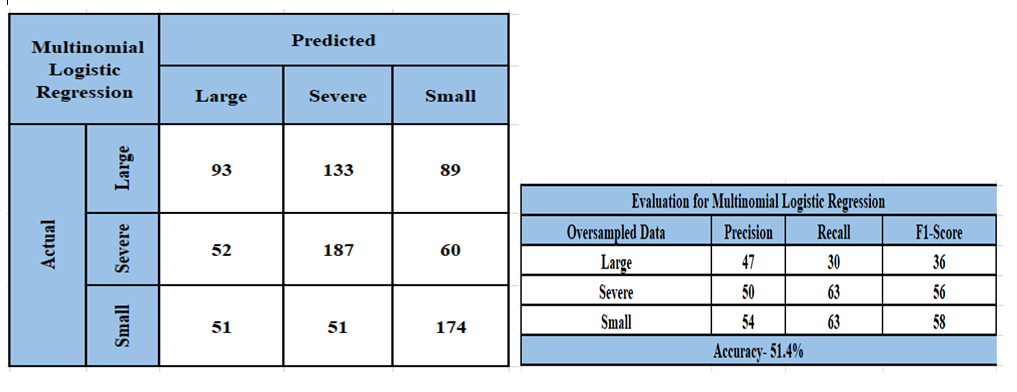 Multinomial
Logistic
Regression
Predicted
Large Severe Small
Actual
Large 93 133 89
Severe 52 187 60
Small 51 51 174
Evaluation for Multinomial Logistic Regression
Oversampled Data Precision Recall F1-Score
Large 47 30 36
Severe 50 63 56
Small 54 63 58
Accuracy- 51.4%